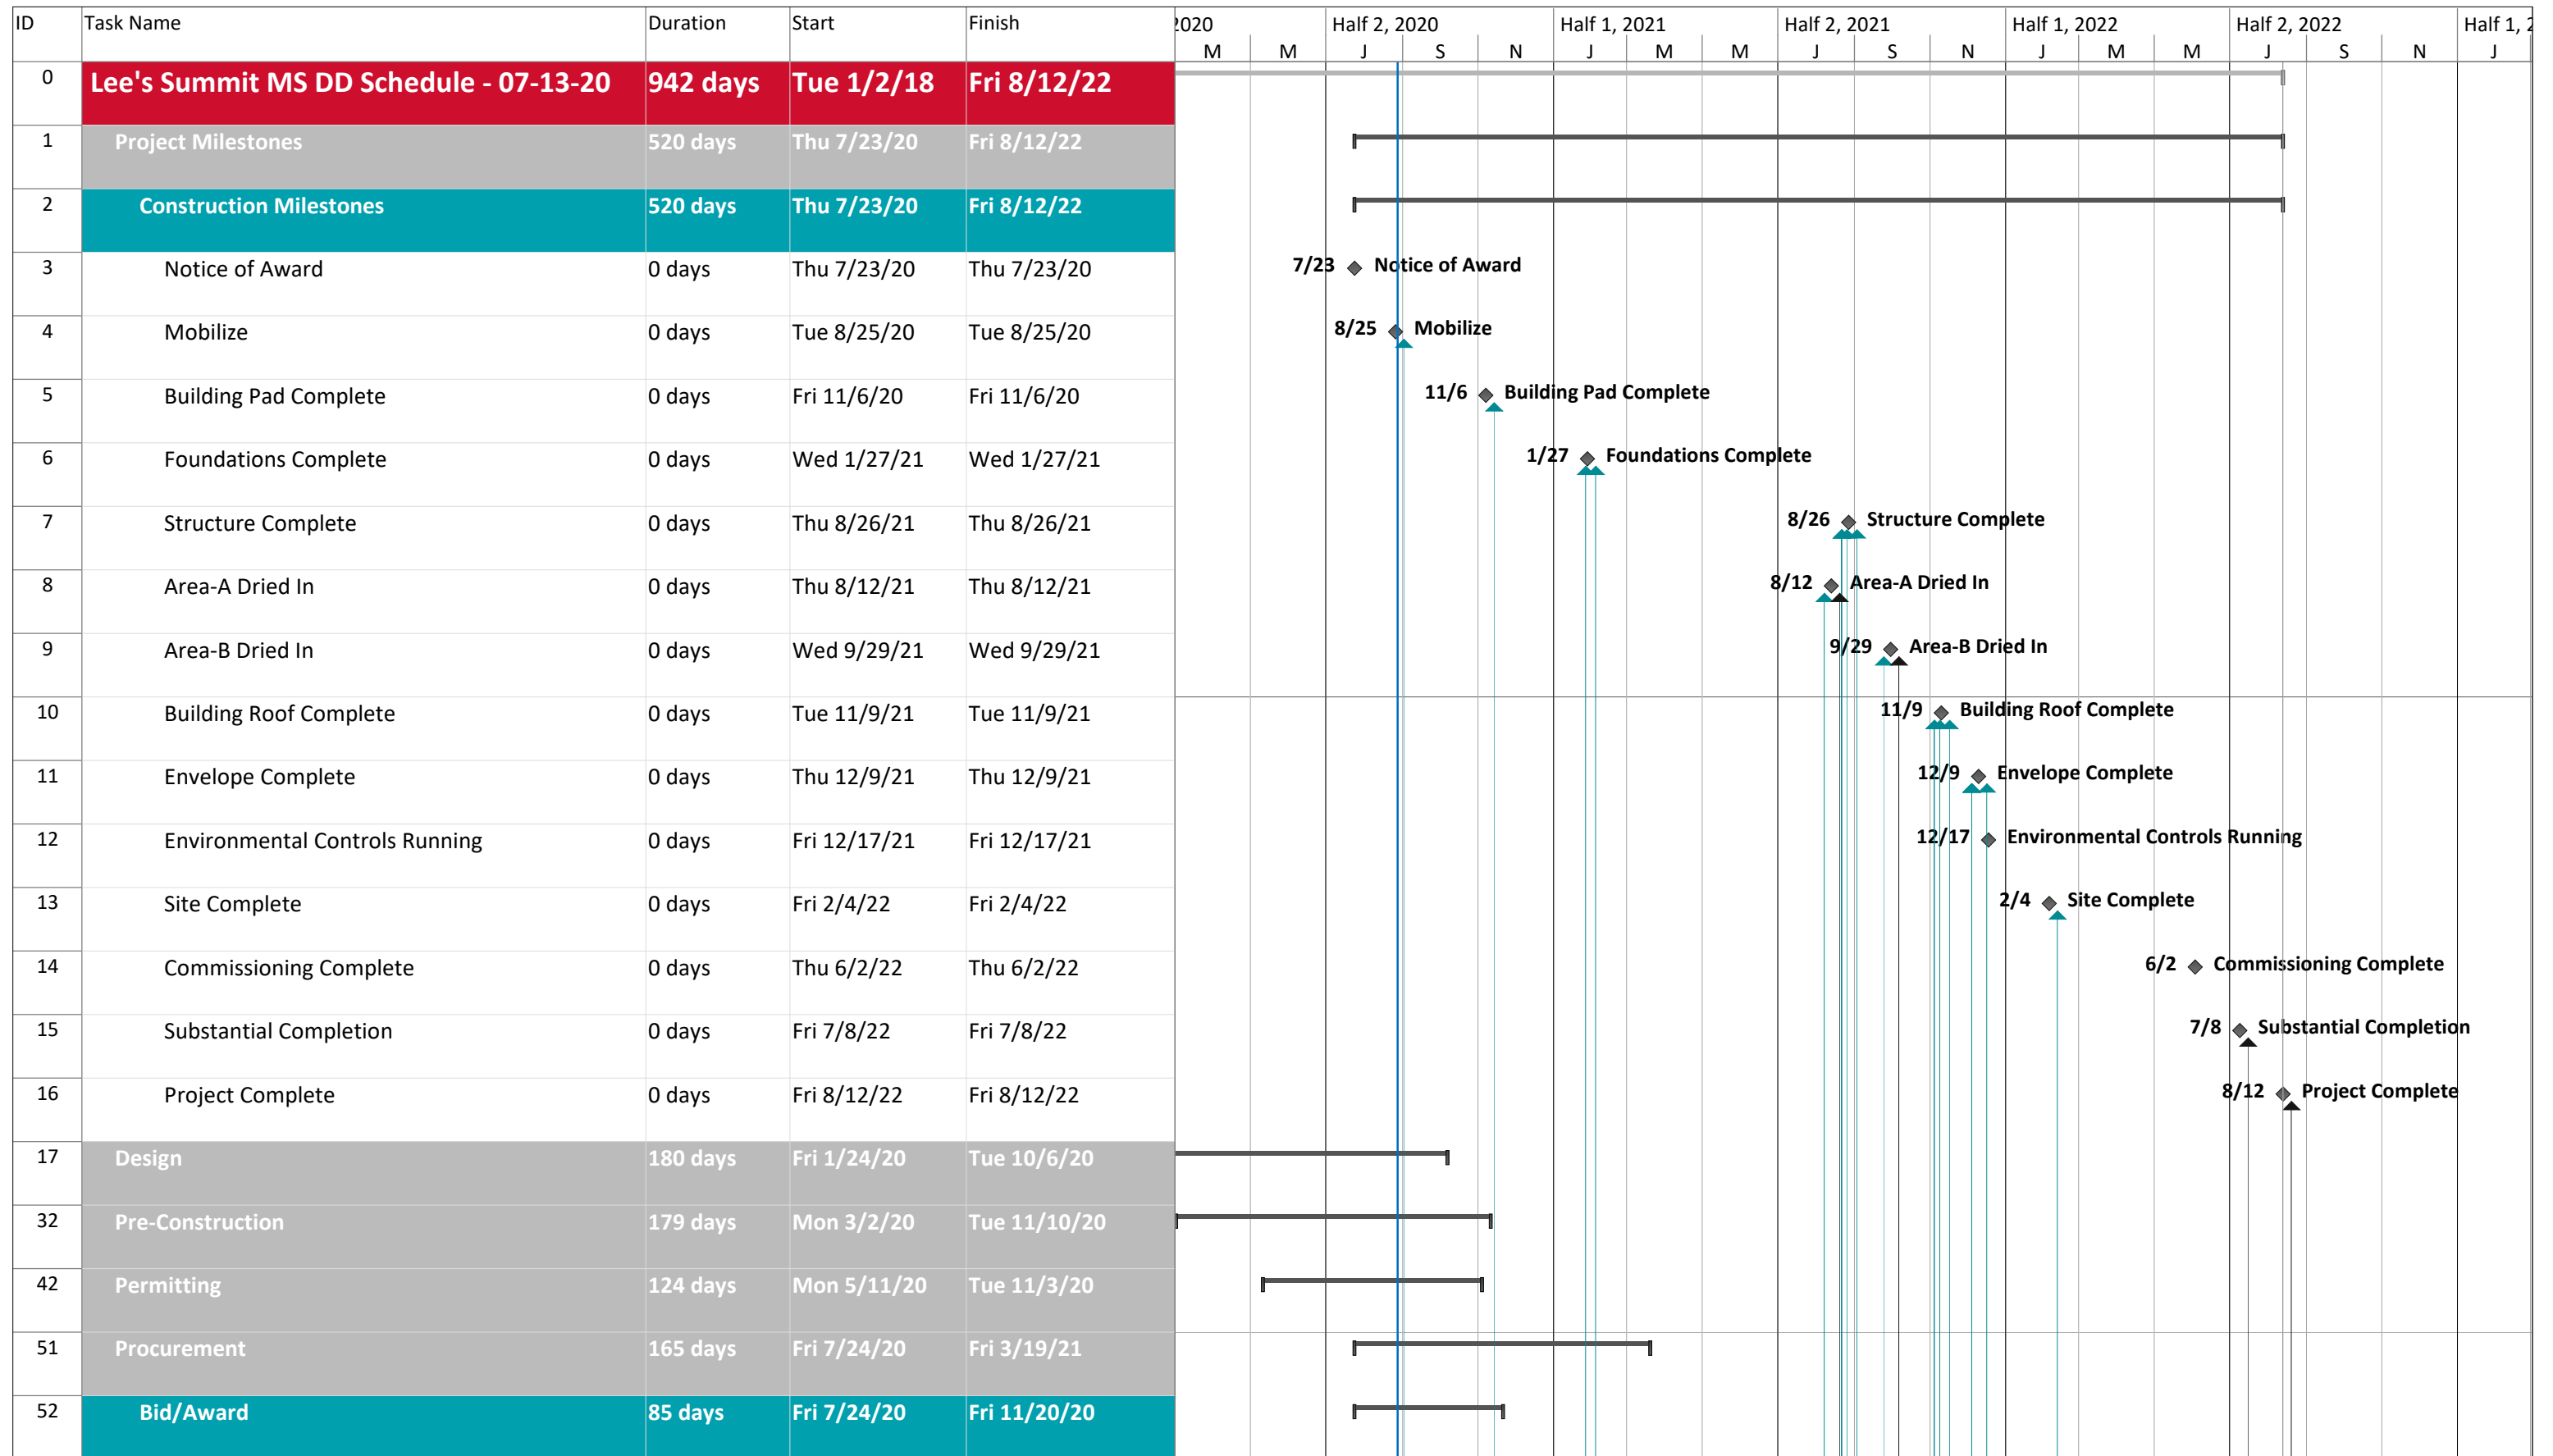 ID Task Name Duration Start Finish 2020 Half 2, 2020 Half 1, 2021 Half 2, 2021 Half 1, 2022 Half 2, 2022 Half 1, 2
M M J S N J M M J S N J M M J S N J
0 Lee's Summit MS DD Schedule - 07-13-20 942 days Tue 1/2/18 Fri 8/12/22
1 Project Milestones 520 days Thu 7/23/20 Fri 8/12/22
2 Construction Milestones 520 days Thu 7/23/20 Fri 8/12/22
3 Notice of Award 0 days Thu 7/23/20 Thu 7/23/20 7/23 Notice of Award
4 Mobilize 0 days Tue 8/25/20 Tue 8/25/20 8/25 Mobilize
5 Building Pad Complete 0 days Fri 11/6/20 Fri 11/6/20 11/6 Building Pad Complete
6 Foundations Complete 0 days Wed 1/27/21 Wed 1/27/21 1/27 Foundations Complete
7 Structure Complete 0 days Thu 8/26/21 Thu 8/26/21 8/26 Structure Complete
8 Area-A Dried In 0 days Thu 8/12/21 Thu 8/12/21 8/12 Area-A Dried In
9 Area-B Dried In 0 days Wed 9/29/21 Wed 9/29/21 9/29 Area-B Dried In
10 Building Roof Complete 0 days Tue 11/9/21 Tue 11/9/21 11/9 Building Roof Complete
11 Envelope Complete 0 days Thu 12/9/21 Thu 12/9/21 12/9 Envelope Complete
12 Environmental Controls Running 0 days Fri 12/17/21 Fri 12/17/21 12/17 Environmental Controls Running
13 Site Complete 0 days Fri 2/4/22 Fri 2/4/22 2/4 Site Complete
14 Commissioning Complete 0 days Thu 6/2/22 Thu 6/2/22 6/2 Commissioning Complete
15 Substantial Completion 0 days Fri 7/8/22 Fri 7/8/22 7/8 Substantial Completion
16 Project Complete 0 days Fri 8/12/22 Fri 8/12/22 8/12 Project Complete
17 Design 180 days Fri 1/24/20 Tue 10/6/20
32 Pre-Construction 179 days Mon 3/2/20 Tue 11/10/20
42 Permitting 124 days Mon 5/11/20 Tue 11/3/20
51 Procurement 165 days Fri 7/24/20 Fri 3/19/21
52 Bid/Award 85 days Fri 7/24/20 Fri 11/20/20